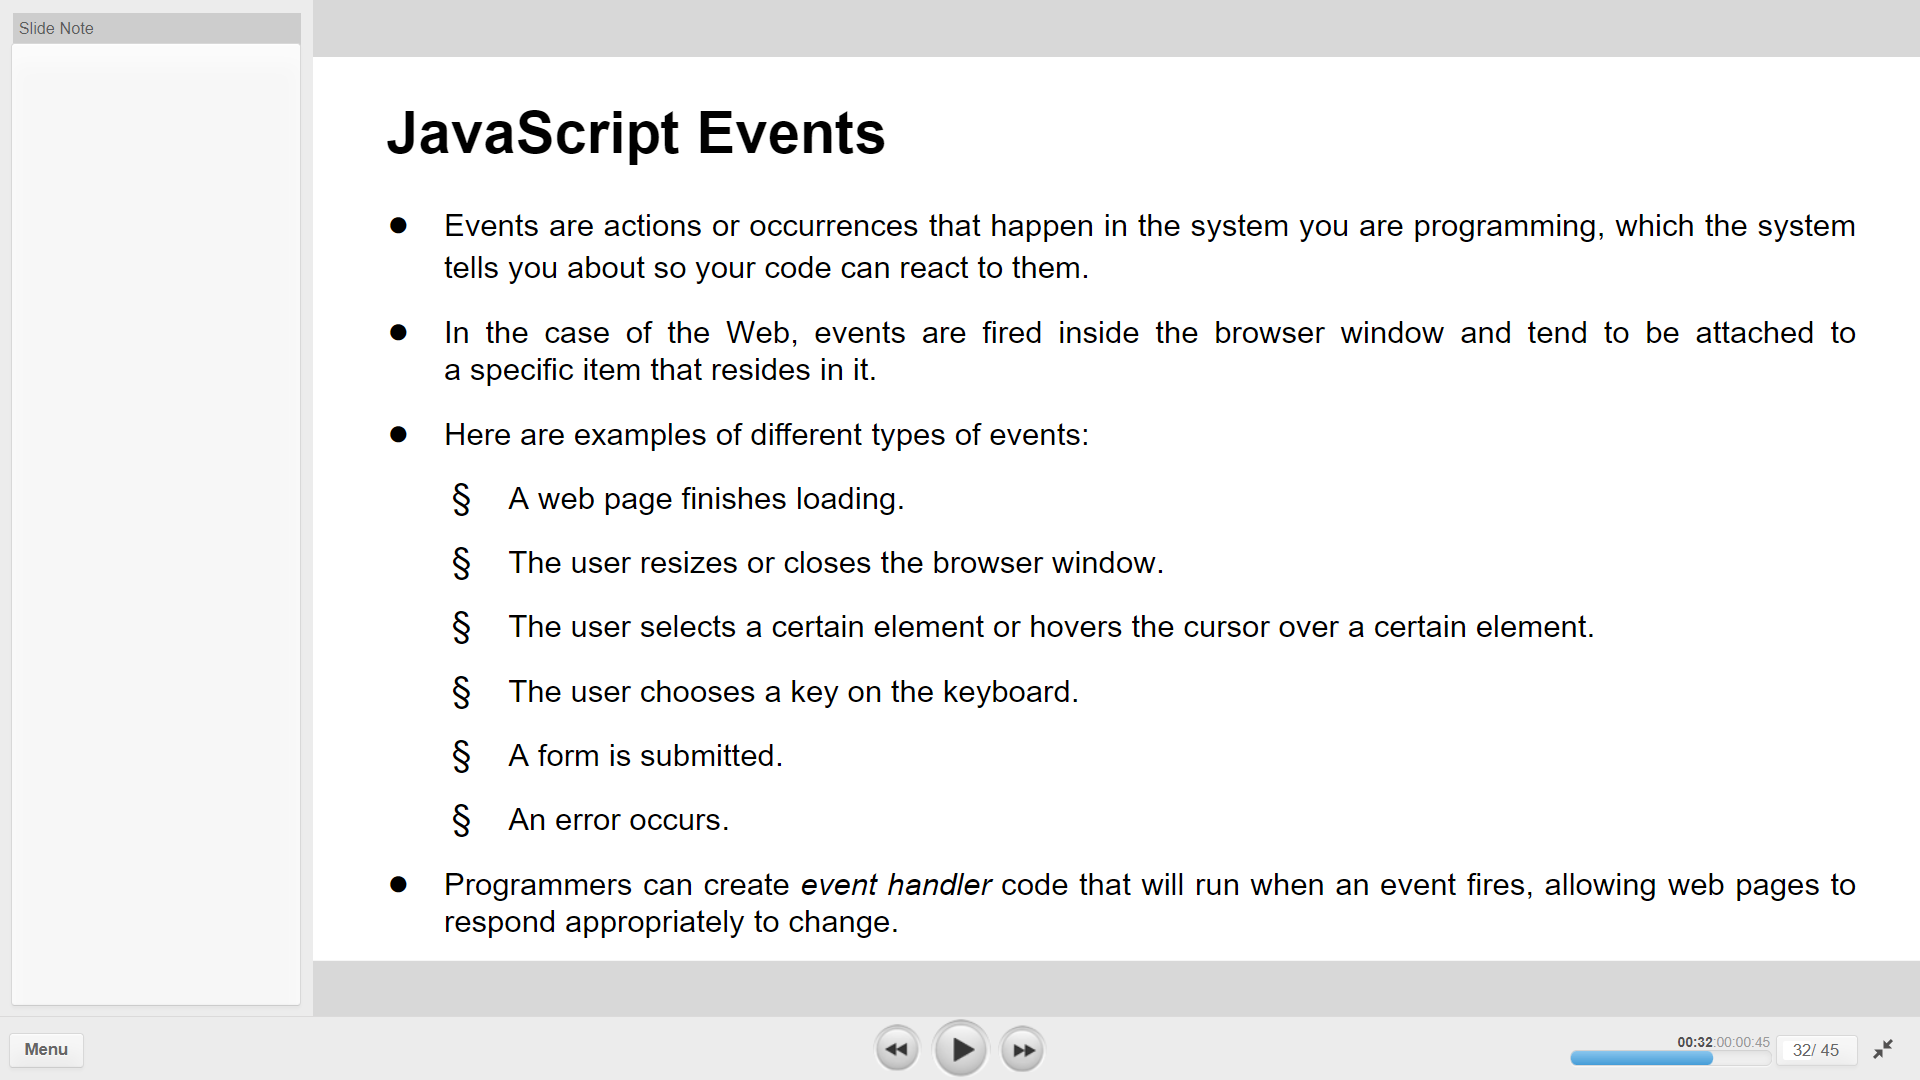 Slide Note
JavaScript Events
● Events are actions or occurrences that happen in the system you are programming, which the system
tells you about so your code can react to them.
● In the case of the Web, events are fired inside the browser window and tend to be attached to
a specific item that resides in it.
● Here are examples of different types of events:
§ A web page finishes loading.
§ The user resizes or closes the browser window.
§ The user selects a certain element or hovers the cursor over a certain element.
§ The user chooses a key on the keyboard.
§ A form is submitted.
§ An error occurs.
● Programmers can create event handler code that will run when an event fires, allowing web pages to
respond appropriately to change.
Menu
00:32:00:00:45
32/ 45